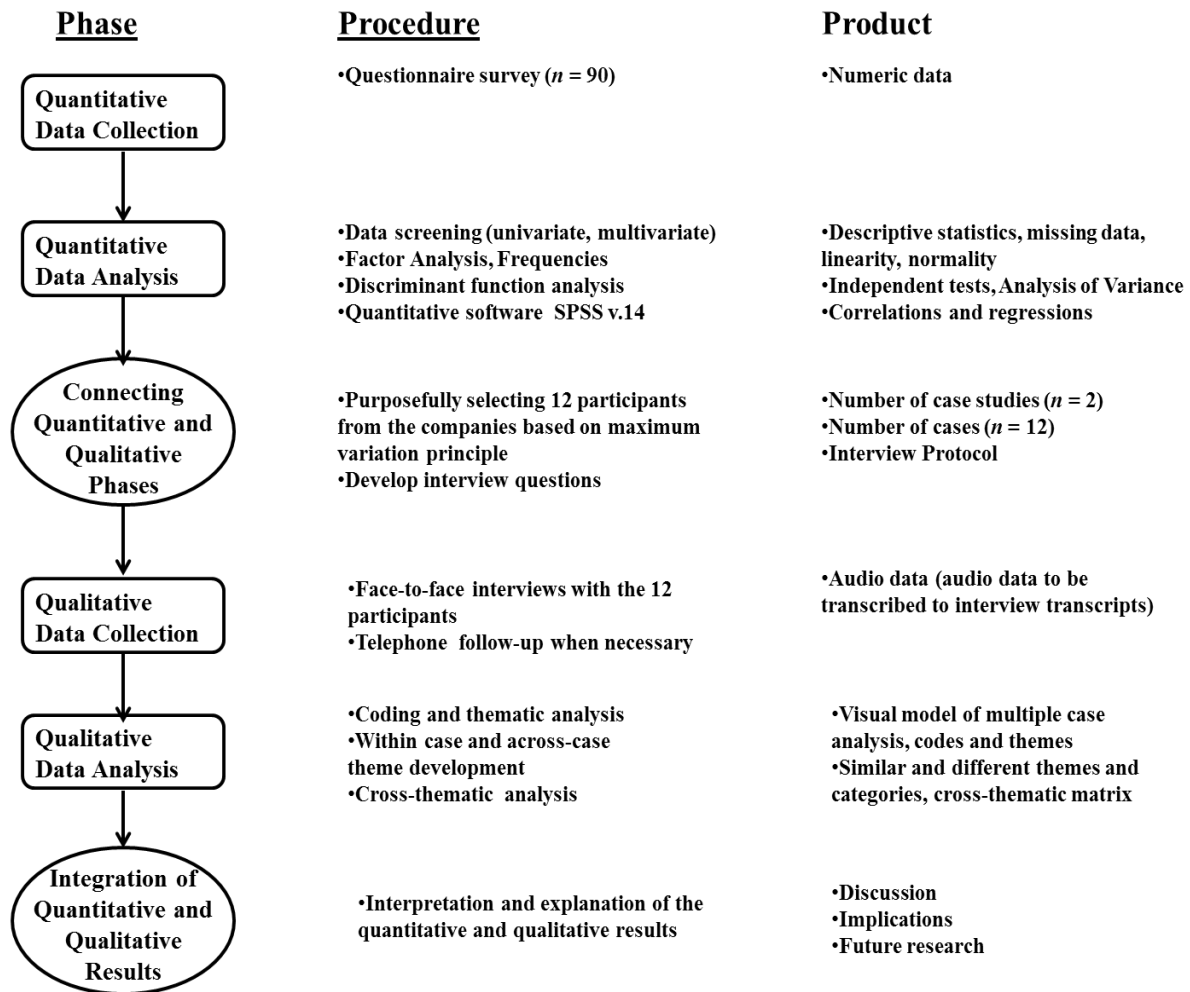 Phase
Procedure
Product
Quantitative
Data Collection
•Questionnaire survey (n = 90)
•Numeric data
Quantitative
Data Analysis
•Data screening (univariate, multivariate)
•Factor Analysis, Frequencies
•Discriminant function analysis
•Quantitative software SPSS v.14
•Descriptive statistics, missing data,
linearity, normality
•Independent tests, Analysis of Variance
•Correlations and regressions
Connecting
Quantitative and
Qualitative
Phases
•Purposefully selecting 12 participants
from the companies based on maximum
variation principle
•Develop interview questions
•Number of case studies (n = 2)
•Number of cases (n = 12)
•Interview Protocol
Qualitative
Data Collection
•Face-to-face interviews with the 12
participants
•Telephone follow-up when necessary
•Audio data (audio data to be
transcribed to interview transcripts)
Qualitative
Data Analysis
•Coding and thematic analysis
•Within case and across-case
theme development
•Cross-thematic analysis
•Visual model of multiple case
analysis, codes and themes
•Similar and different themes and
categories, cross-thematic matrix
Integration of
Quantitative and
Qualitative
Results
•Interpretation and explanation of the
quantitative and qualitative results
•Discussion
•Implications
•Future research